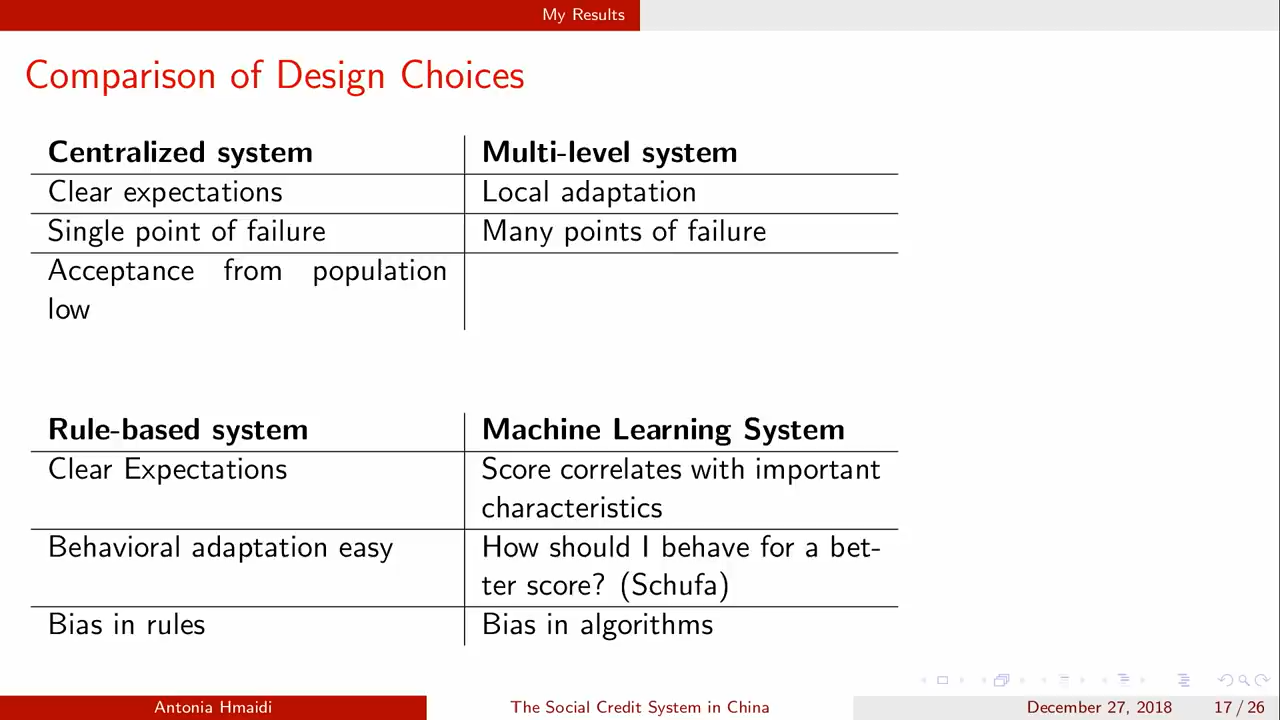 My Results
Comparison of Design Choices
Centralized system Multi-level system
Clear expectations Local adaptation
Single point of failure Many points of failure
Acceptance from population
low
Rule-based system Machine Learning System
Clear Expectations Score correlates with important
characteristics
Behavioral adaptation easy How should I behave for a bet-
ter score? (Schufa)
Bias in rules Bias in algorithms
Antonia Hmaidi The Social Credit System in China December 27, 2018 17 / 26